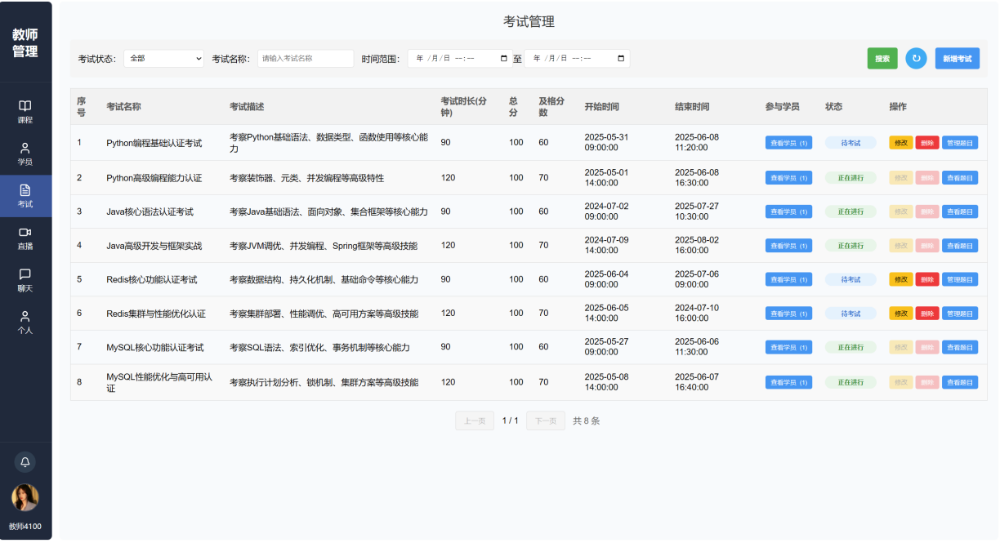 教师
管理
课程
学员
考试
直播
聊天
个人
教师4100
考试管理
考试状态： 全部 考试名称： 请输入考试名称 时间范围： 年 /月/日 --:-- 至 年 /月/日 --:-- 搜索 新增考试
序号 考试名称 考试描述 考试时长(分钟) 总分 及格分数 开始时间 结束时间 参与学员 状态 操作
1 Python编程基础认证考试 考察Python基础语法、数据类型、函数使用等核心能力 90 100 60 2025-05-31 09:00:00 2025-06-08 11:20:00 查看学员 (1) 待考试 修改 删除 管理题目
2 Python高级编程能力认证 考察装饰器、元类、并发编程等高级特性 120 100 70 2025-05-01 14:00:00 2025-06-08 16:30:00 查看学员 (1) 正在进行 修改 删除 查看题目
3 Java核心语法认证考试 考察Java基础语法、面向对象、集合框架等核心能力 90 100 60 2024-07-02 09:00:00 2025-07-27 10:30:00 查看学员 (1) 正在进行 修改 删除 查看题目
4 Java高级开发与框架实战 考察JVM调优、并发编程、Spring框架等高级技能 120 100 70 2024-07-09 14:00:00 2025-08-02 16:00:00 查看学员 (1) 正在进行 修改 删除 查看题目
5 Redis核心功能认证考试 考察数据结构、持久化机制、基础命令等核心能力 90 100 60 2025-06-04 09:00:00 2025-07-06 09:00:00 查看学员 (1) 待考试 修改 删除 管理题目
6 Redis集群与性能优化认证 考察集群部署、性能调优、高可用方案等高级技能 120 100 70 2025-06-05 14:00:00 2024-07-10 16:00:00 查看学员 (1) 待考试 修改 删除 管理题目
7 MySQL核心功能认证考试 考察SQL语法、索引优化、事务机制等核心能力 90 100 60 2025-05-27 09:00:00 2025-06-06 11:30:00 查看学员 (1) 正在进行 修改 删除 查看题目
8 MySQL性能优化与高可用认证 考察执行计划分析、锁机制、集群方案等高级技能 120 100 70 2025-05-08 14:00:00 2025-06-07 16:40:00 查看学员 (1) 正在进行 修改 删除 查看题目
上一页 1 / 1 下一页 共 8 条